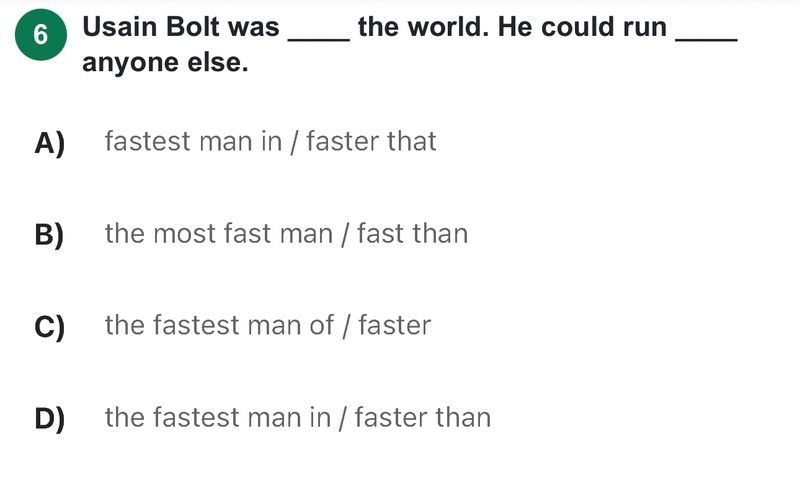 6 Usain Bolt was ____ the world. He could run ____
anyone else.
A) fastest man in / faster that
B) the most fast man / fast than
C) the fastest man of / faster
D) the fastest man in / faster than